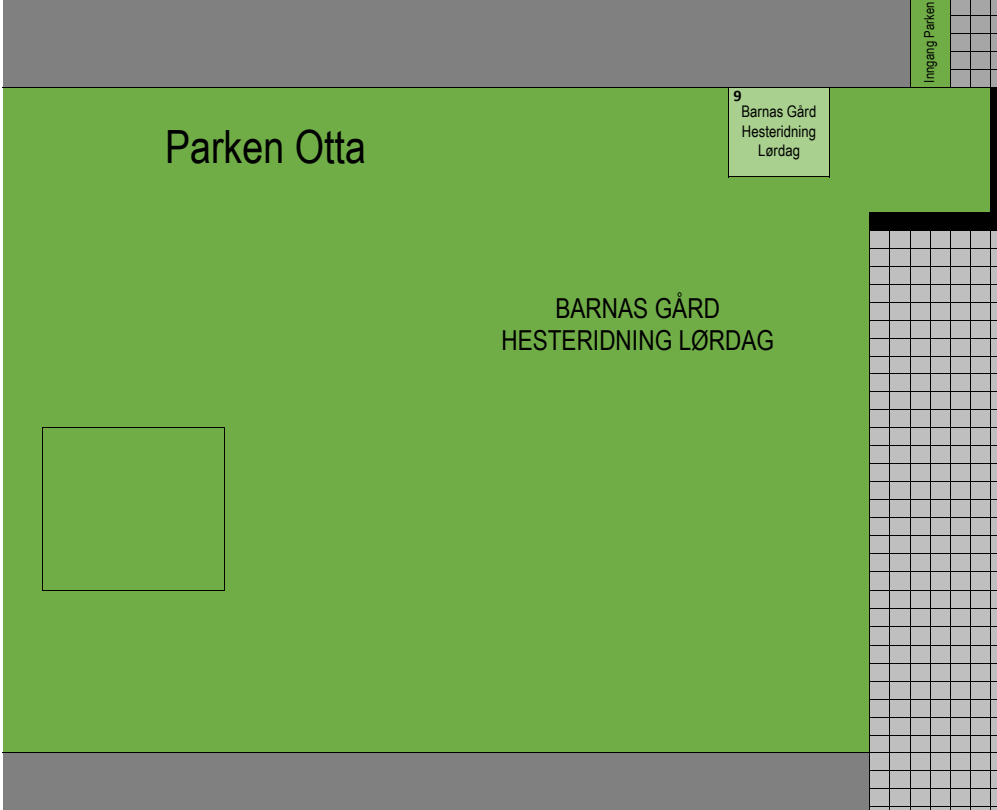 Inngang Parken
9
Barnas Gård
Hesteridning
Lørdag
Parken Otta
BARNAS GÅRD
HESTERIDNING LØRDAG